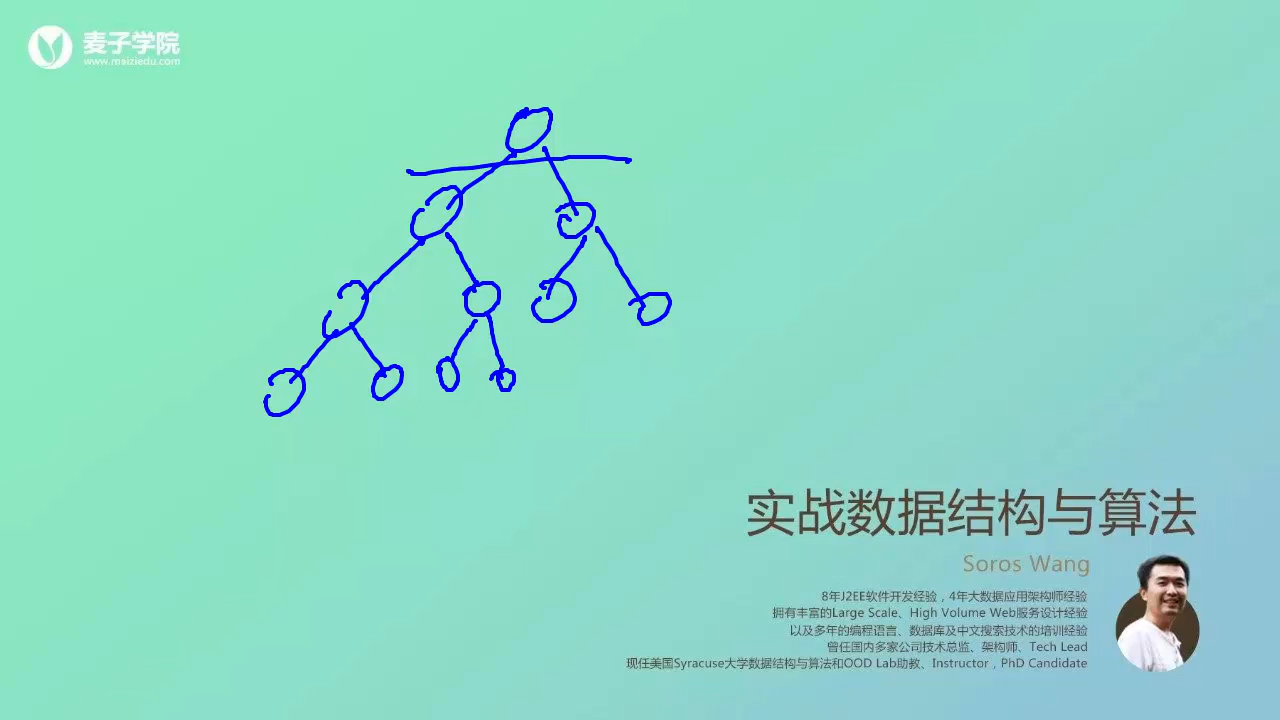 麦子学院
www.maiziedu.com
实战数据结构与算法
Soros Wang
8年J2EE软件开发经验，4年大数据应用架构师经验
拥有丰富的Large Scale、High Volume Web服务设计经验
以及多年的编程语言、数据库及中文搜索技术的培训经验
曾任国内多家公司技术总监、架构师、Tech Lead
现任美国Syracuse大学数据结构与算法和OOD Lab助教、Instructor，PhD Candidate